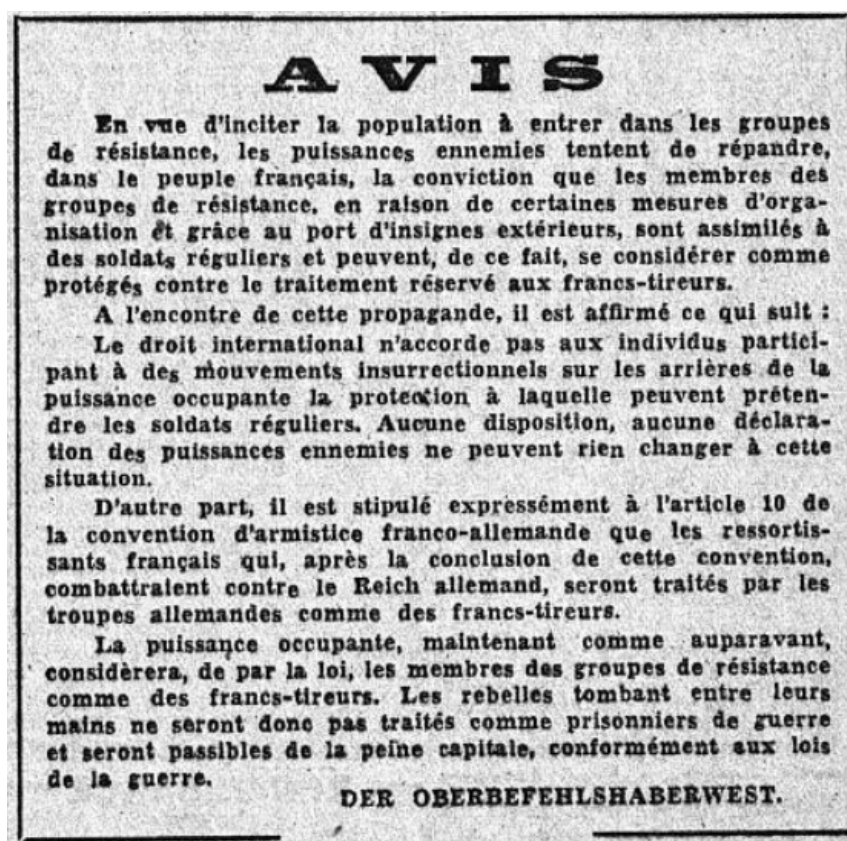 AVIS
En vue d'inciter la population à entrer dans les groupes
de résistance, les puissances ennemies tentent de répandre,
dans le peuple français, la conviction que les membres des
groupes de résistance, en raison de certaines mesures d'orga-
nisation et grâce au port d'insignes extérieurs, sont assimilés à
des soldats réguliers et peuvent, de ce fait, se considérer comme
protégés contre le traitement réservé aux francs-tireurs.
A l'encontre de cette propagande, il est affirmé ce qui suit :
Le droit international n'accorde pas aux individus partici-
pant à des mouvements insurrectionnels sur les arrières de la
puissance occupante la protection à laquelle peuvent préten-
dre les soldats réguliers. Aucune disposition, aucune déclara-
tion des puissances ennemies ne peuvent rien changer à cette
situation.
D'autre part, il est stipulé expressément à l'article 10 de
la convention d'armistice franco-allemande que les ressortis-
sants français qui, après la conclusion de cette convention,
combattraient contre le Reich allemand, seront traités par les
troupes allemandes comme des francs-tireurs.
La puissance occupante, maintenant comme auparavant,
considèrera, de par la loi, les membres des groupes de résistance
comme des francs-tireurs. Les rebelles tombant entre leurs
mains ne seront donc pas traités comme prisonniers de guerre
et seront passibles de la peine capitale, conformément aux lois
de la guerre.
DER OBERBEFEHLSHABERWEST.